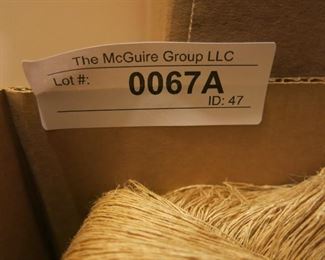 The McGuire Group LLC
Lot #: 0067A
ID: 47